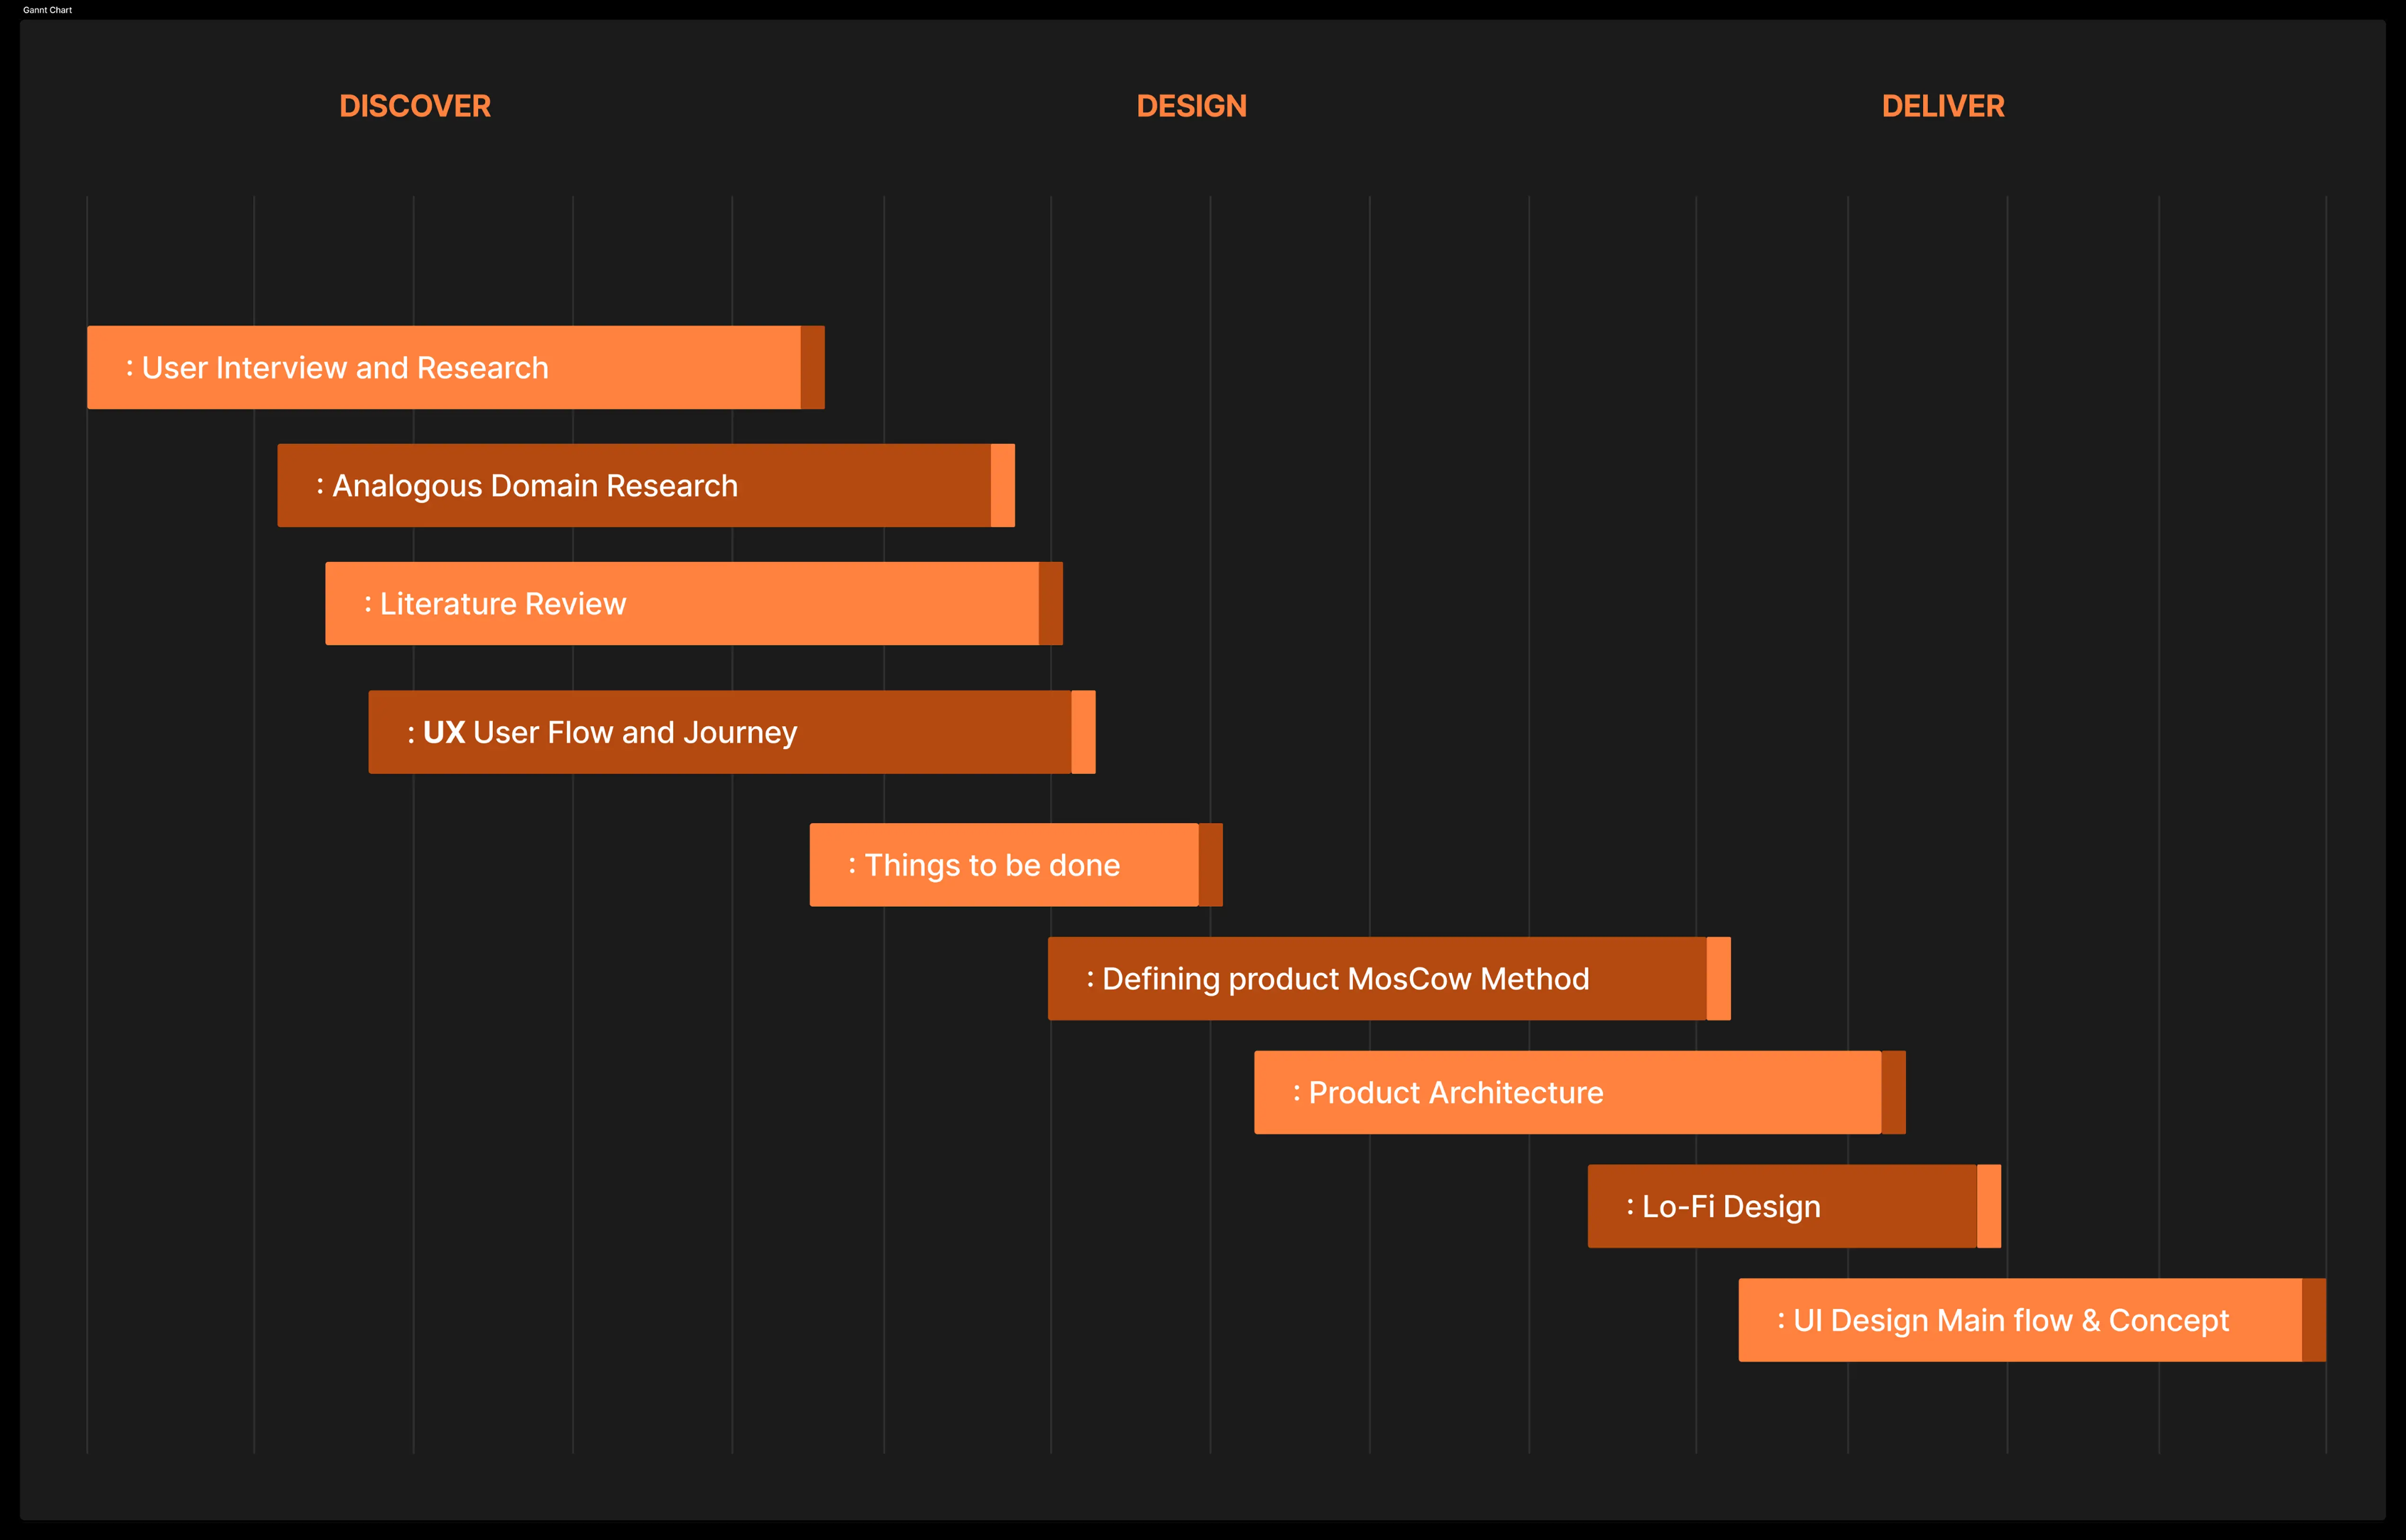 Gannt Chart
DISCOVER DESIGN DELIVER
: User Interview and Research
: Analogous Domain Research
: Literature Review
: UX User Flow and Journey
: Things to be done
: Defining product MosCow Method
: Product Architecture
: Lo-Fi Design
: UI Design Main flow & Concept